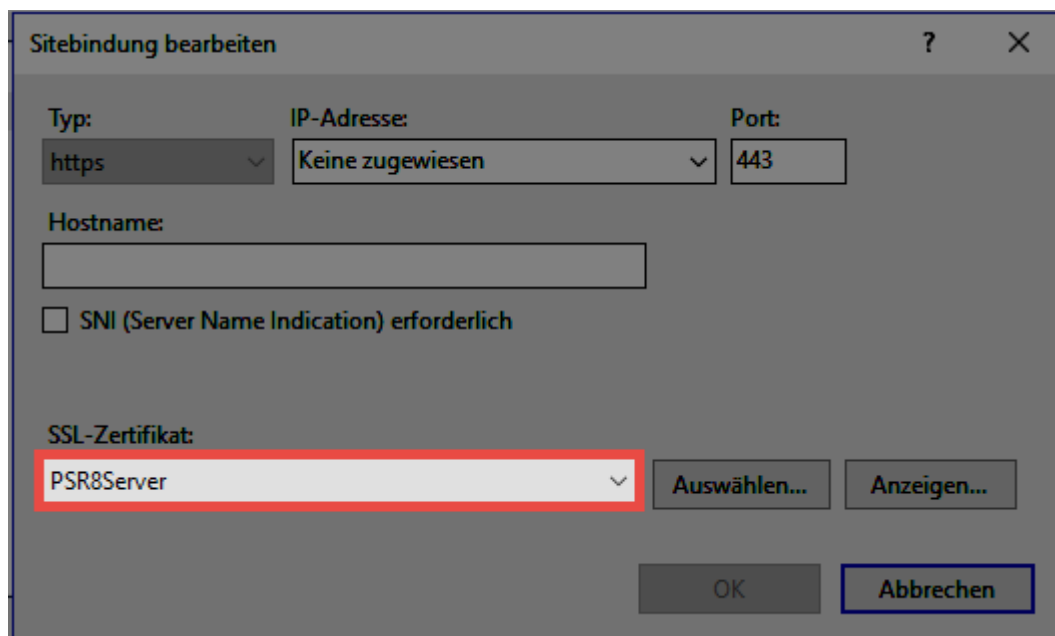 Sitebindung bearbeiten ?
Typ: IP-Adresse: Port:
https Keine zugewiesen 443
Hostname:
SNI (Server Name Indication) erforderlich
SSL-Zertifikat:
PSR8Server Auswählen... Anzeigen...
OK Abbrechen